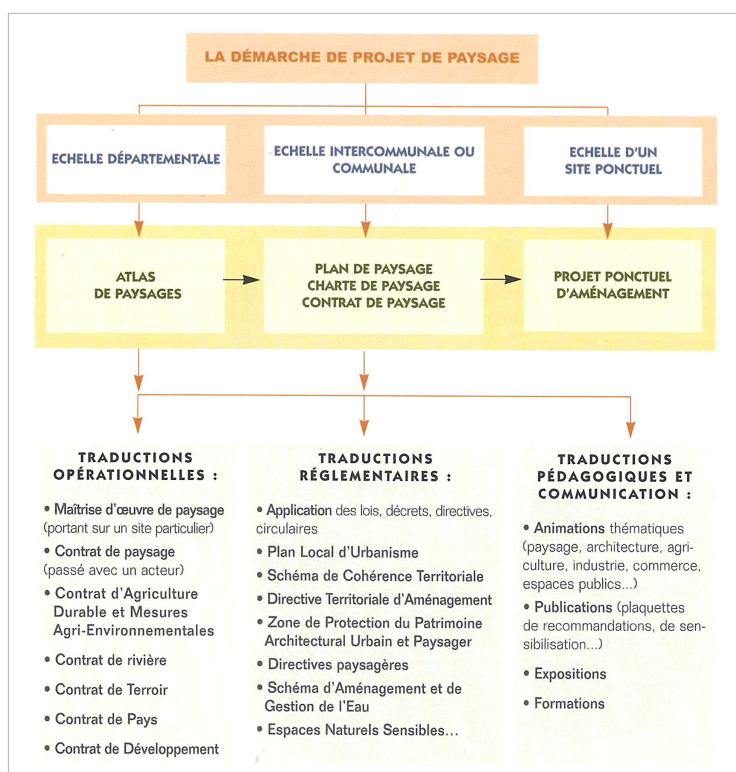 LA DÉMARCHE DE PROJET DE PAYSAGE
ECHELLE DÉPARTEMENTALE
ECHELLE INTERCOMMUNALE OU
COMMUNALE
ECHELLE D'UN
SITE PONCTUEL
ATLAS
DE PAYSAGES
PLAN DE PAYSAGE
CHARTE DE PAYSAGE
CONTRAT DE PAYSAGE
PROJET PONCTUEL
D'AMÉNAGEMENT
TRADUCTIONS
OPÉRATIONNELLES :
• Maîtrise d'œuvre de paysage
(portant sur un site particulier)
• Contrat de paysage
(passé avec un acteur)
• Contrat d'Agriculture
Durable et Mesures
Agri-Environnementales
• Contrat de rivière
• Contrat de Terroir
• Contrat de Pays
• Contrat de Développement
TRADUCTIONS
RÉGLEMENTAIRES :
• Application des lois, décrets, directives,
circulaires
• Plan Local d'Urbanisme
• Schéma de Cohérence Territoriale
• Directive Territoriale d'Aménagement
• Zone de Protection du Patrimoine
Architectural Urbain et Paysager
• Directives paysagères
• Schéma d'Aménagement et de
Gestion de l'Eau
• Espaces Naturels Sensibles...
TRADUCTIONS
PÉDAGOGIQUES ET
COMMUNICATION :
• Animations thématiques
(paysage, architecture, agri-
culture, industrie, commerce,
espaces publics...)
• Publications (plaquettes
de recommandations, de sen-
sibilisation...)
• Expositions
• Formations